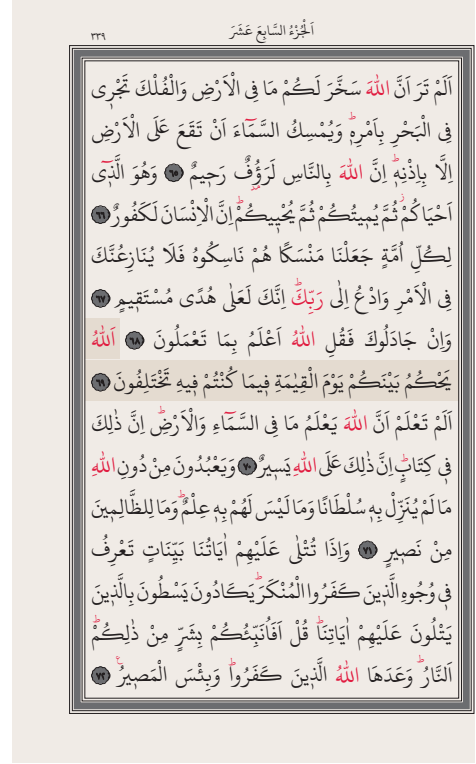 اَلْجُزْءُ السَّابِعَ عَشَرَ
٣٣٩
اَلَمْ تَرَ اَنَّ اللّٰهَ سَخَّرَ لَكُمْ مَا فِي الْاَرْضِ وَالْفُلْكَ تَجْرٖى
فِي الْبَحْرِ بِاَمْرِهٖؕ وَيُمْسِكُ السَّمَٓاءَ اَنْ تَقَعَ عَلَى الْاَرْضِ
اِلَّا بِاِذْنِهٖؕ اِنَّ اللّٰهَ بِالنَّاسِ لَرَؤُ۫فٌ رَحٖيمٌ ﴿٦٥﴾ وَهُوَ الَّـذٖٓى
اَحْيَاكُمْؗ ثُمَّ يُمٖيتُكُمْ ثُمَّ يُحْيٖيكُمْؕ اِنَّ الْاِنْسَانَ لَكَفُورٌ ﴿٦٦﴾
لِكُلِّ اُمَّةٍ جَعَلْنَا مَنْسَكًا هُمْ نَاسِكُوهُ فَلَا يُنَازِعُنَّكَ
فِي الْاَمْرِ وَادْعُ اِلٰى رَبِّكَؕ اِنَّكَ لَعَلٰى هُدًى مُسْتَقٖيمٍ ﴿٦٧﴾
وَاِنْ جَادَلُوكَ فَقُلِ اللّٰهُ اَعْلَمُ بِمَا تَعْمَلُونَ ﴿٦٨﴾ اَللّٰهُ
يَحْكُمُ بَيْنَكُمْ يَوْمَ الْقِيٰمَةِ فٖيمَا كُنْتُمْ فٖيهِ تَخْتَلِفُونَ ﴿٦٩﴾
اَلَمْ تَعْلَمْ اَنَّ اللّٰهَ يَعْلَمُ مَا فِي السَّمَٓاءِ وَالْاَرْضِؕ اِنَّ ذٰلِكَ
فٖى كِتَابٍؕ اِنَّ ذٰلِكَ عَلَى اللّٰهِ يَسٖيرٌ ﴿٧٠﴾ وَيَعْبُدُونَ مِنْ دُونِ اللّٰهِ
مَا لَمْ يُنَزِّلْ بِهٖ سُلْطَانًا وَمَا لَيْسَ لَهُمْ بِهٖ عِلْمٌؕ وَمَا لِلظَّالِمٖينَ
مِنْ نَصٖيرٍ ﴿٧١﴾ وَاِذَا تُتْلٰى عَلَيْهِمْ اٰيَاتُنَا بَيِّنَاتٍ تَعْرِفُ
فٖى وُجُوهِ الَّذٖينَ كَفَرُوا الْمُنْكَرَؕ يَكَادُونَ يَسْطُونَ بِالَّذٖينَ
يَتْلُونَ عَلَيْهِمْ اٰيَاتِنَاؕ قُلْ اَفَاُنَبِّئُكُمْ بِشَرٍّ مِنْ ذٰلِكُمْؕ
اَلنَّارُؕ وَعَدَهَا اللّٰهُ الَّذٖينَ كَفَرُواؕ وَبِئْسَ الْمَصٖيرُ۟ ﴿٧٢﴾